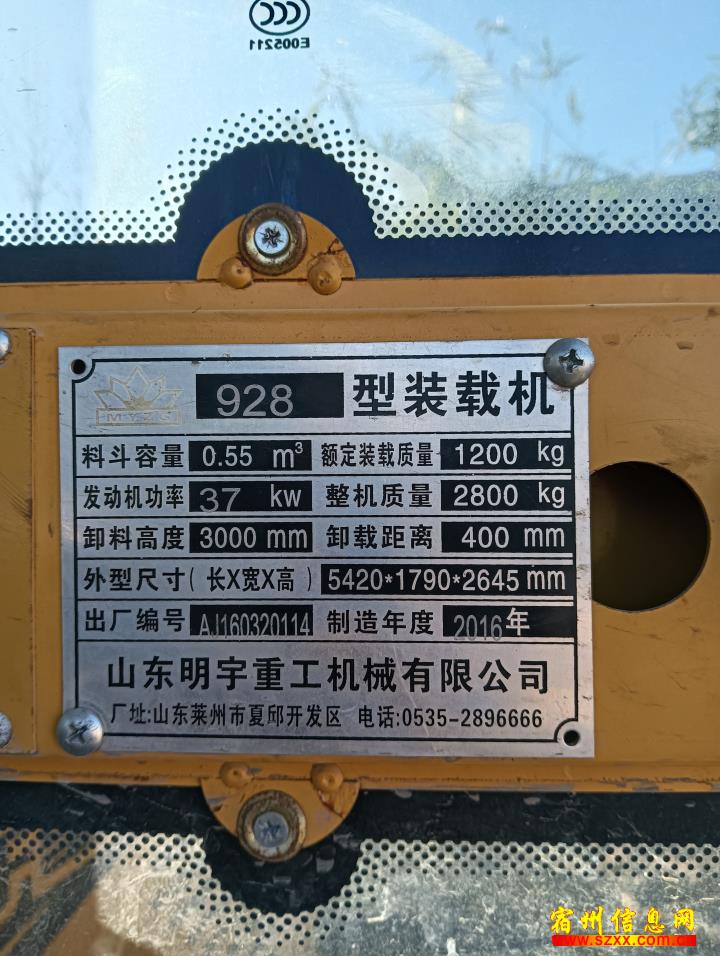 E005211
928 型装载机
MYZG
料斗容量 0.55 m³ 额定装载质量 1200 kg
发动机功率 37 kw 整机质量 2800 kg
卸料高度 3000 mm 卸载距离 400 mm
外型尺寸(长X宽X高) 5420*1790*2645 mm
出厂编号 AJ160320114 制造年度 2016年
山东明宇重工机械有限公司
厂址:山东莱州市夏邱开发区 电话:0535-2896666
宿州信息网
www.szxx.com.cn